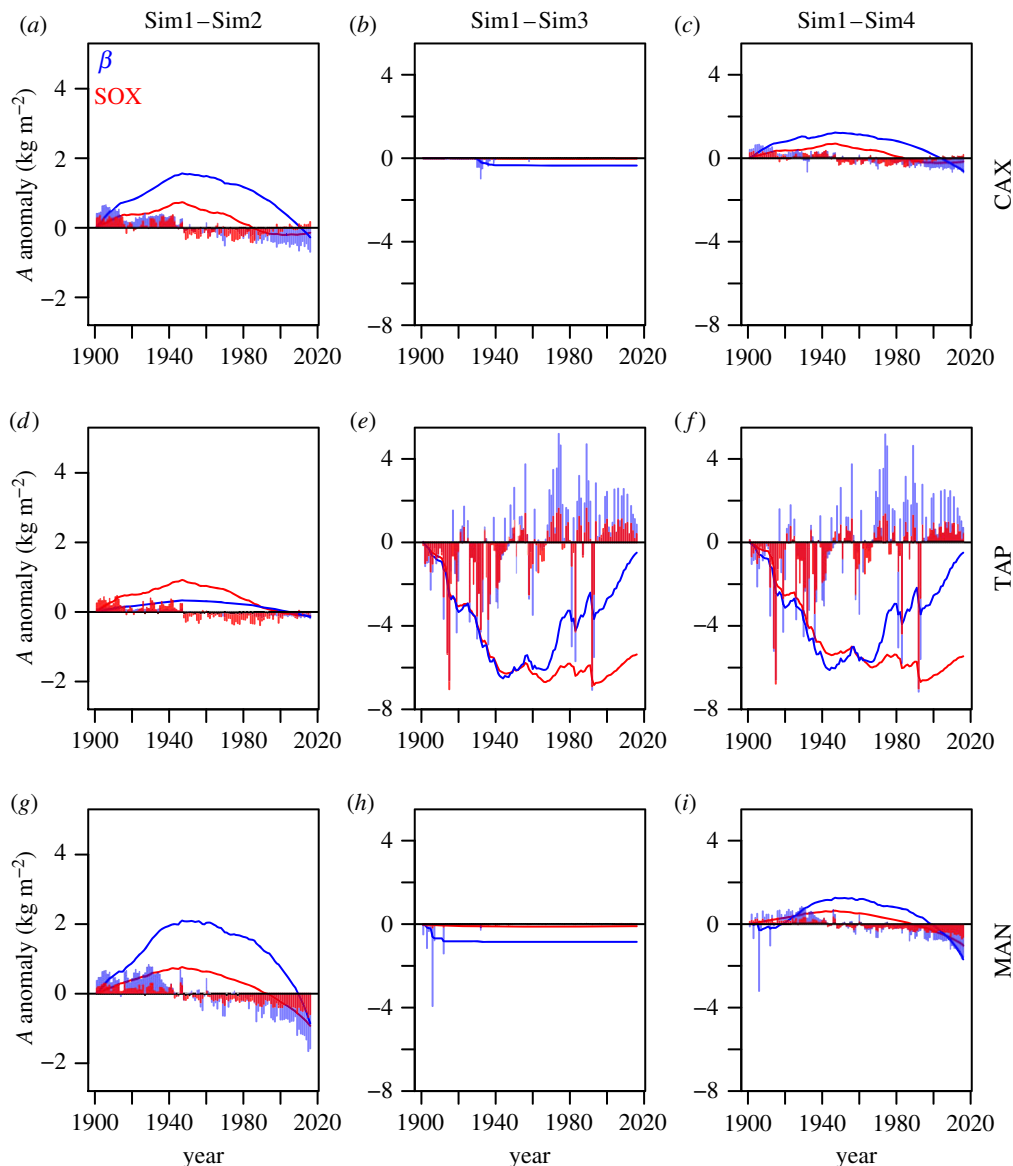 Sim1–Sim2 Sim1–Sim3 Sim1–Sim4
(a) (b) (c)
β
SOX
4
2
0
−2
A anomaly (kg m−2)
1900 1940 1980 2020
4
0
−4
−8
1900 1940 1980 2020
4
0
−4
−8
1900 1940 1980 2020
CAX
(d) (e) (f)
4
2
0
−2
A anomaly (kg m−2)
1900 1940 1980 2020
4
0
−4
−8
1900 1940 1980 2020
4
0
−4
−8
1900 1940 1980 2020
TAP
(g) (h) (i)
4
2
0
−2
A anomaly (kg m−2)
1900 1940 1980 2020
4
0
−4
−8
1900 1940 1980 2020
4
0
−4
−8
1900 1940 1980 2020
MAN
year year year